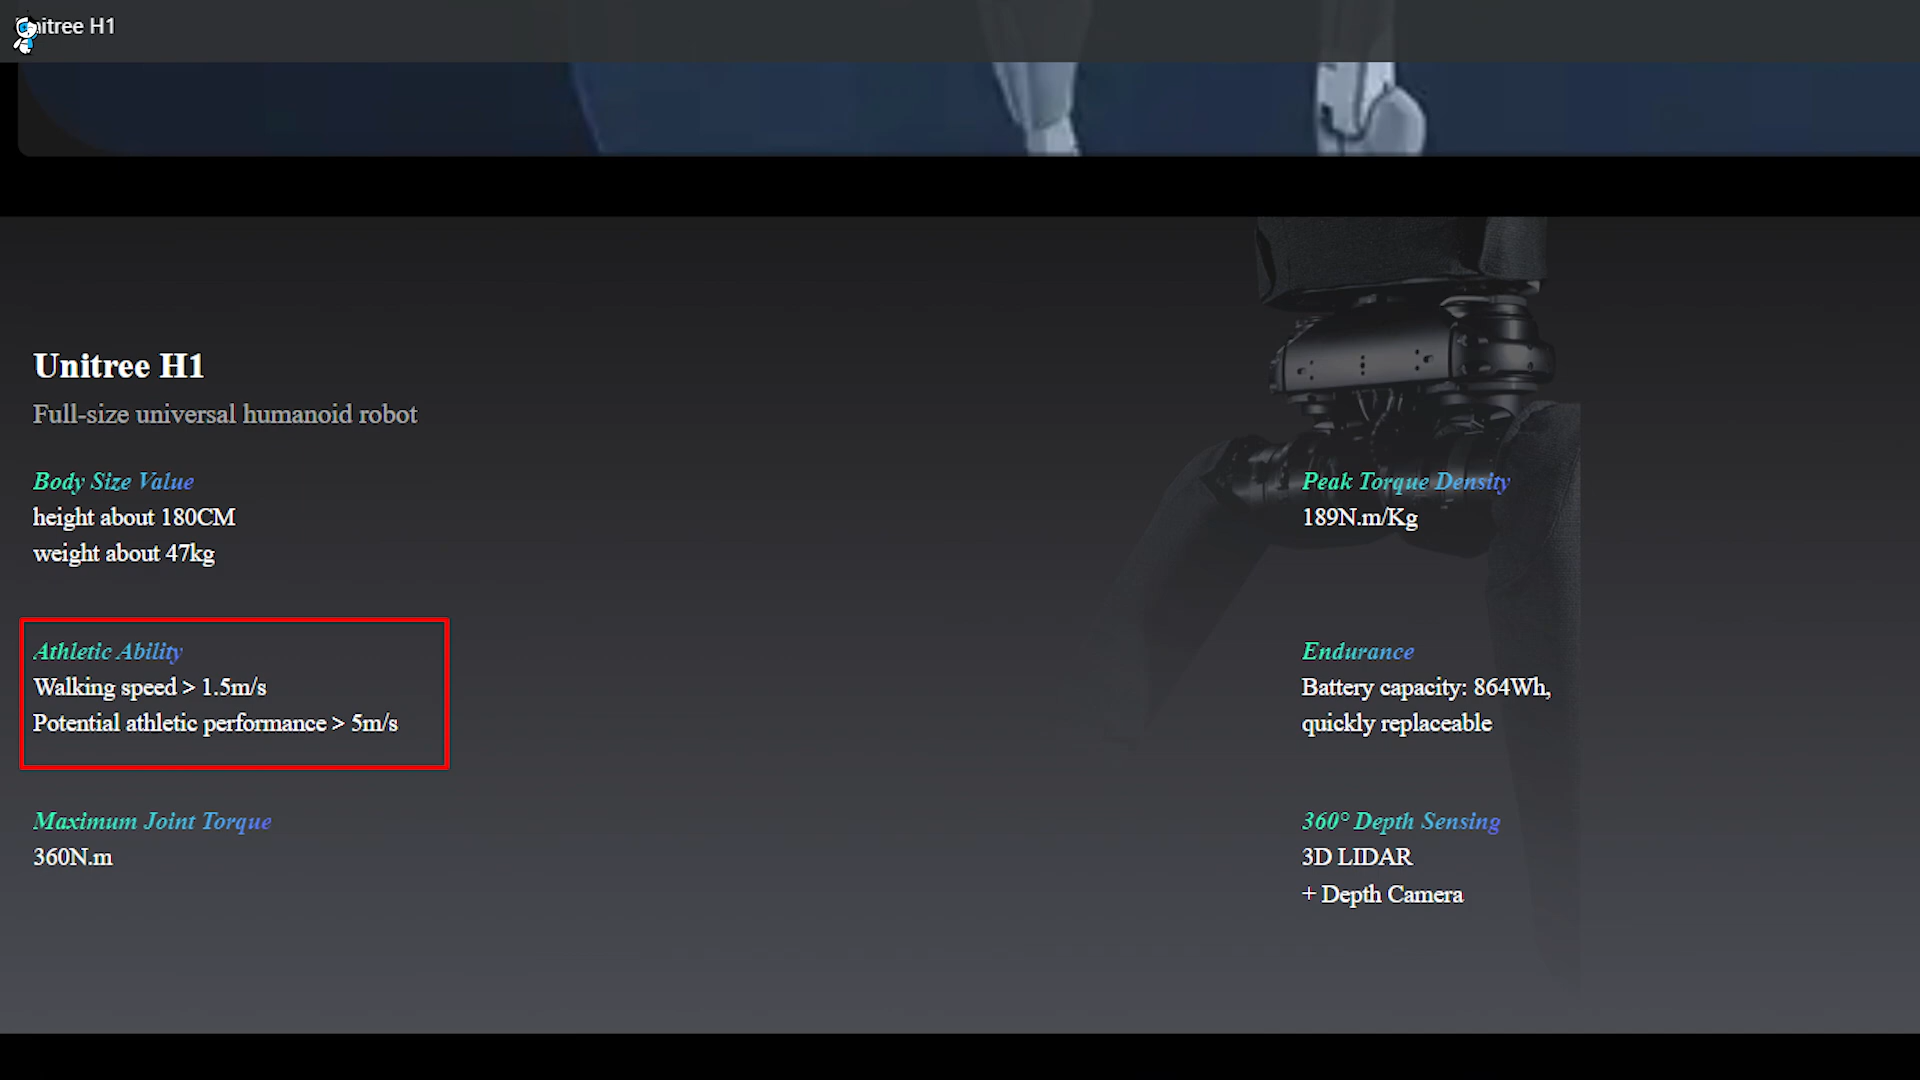 Unitree H1
Unitree H1
Full-size universal humanoid robot
Body Size Value
height about 180CM
weight about 47kg
Peak Torque Density
189N.m/Kg
Athletic Ability
Walking speed > 1.5m/s
Potential athletic performance > 5m/s
Endurance
Battery capacity: 864Wh,
quickly replaceable
Maximum Joint Torque
360N.m
360° Depth Sensing
3D LIDAR
+ Depth Camera